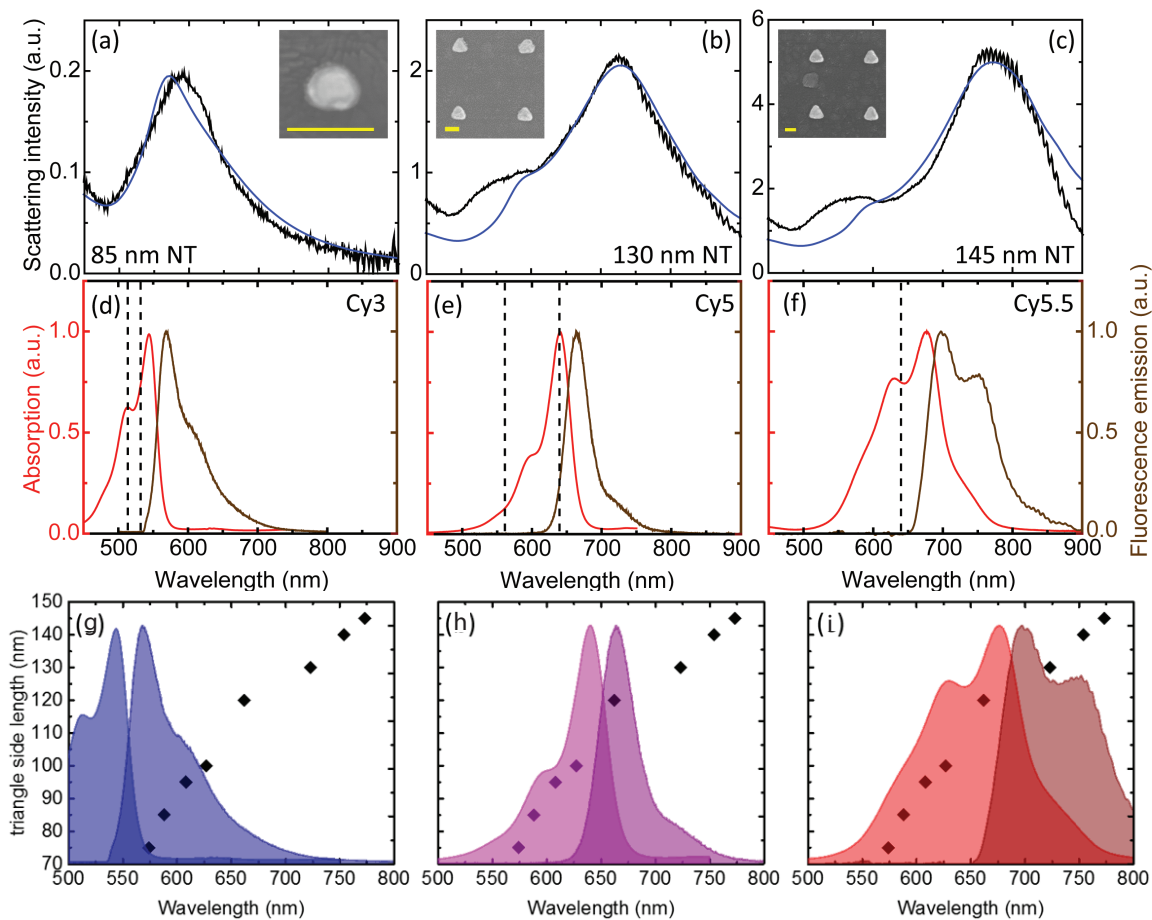 Scattering intensity (a.u.)
0.2
0.1
0.0
(a)
85 nm NT
2
1
0
(b)
130 nm NT
6
4
2
0
(c)
145 nm NT
Absorption (a.u.)
1.0
0.5
0.0
(d)
Cy3
500 600 700 800 900
Wavelength (nm)
(e)
Cy5
500 600 700 800 900
Wavelength (nm)
(f)
Cy5.5
500 600 700 800 900
Wavelength (nm)
1.0
0.5
0.0
Fluorescence emission (a.u.)
triangle side length (nm)
150
140
130
120
110
100
90
80
70
(g)
500 550 600 650 700 750 800
Wavelength (nm)
(h)
500 550 600 650 700 750 800
Wavelength (nm)
(i)
500 550 600 650 700 750 800
Wavelength (nm)